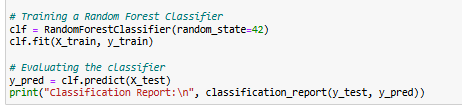 # Training a Random Forest Classifier
clf = RandomForestClassifier(random_state=42)
clf.fit(X_train, y_train)
# Evaluating the classifier
y_pred = clf.predict(X_test)
print("Classification Report:\n", classification_report(y_test, y_pred))